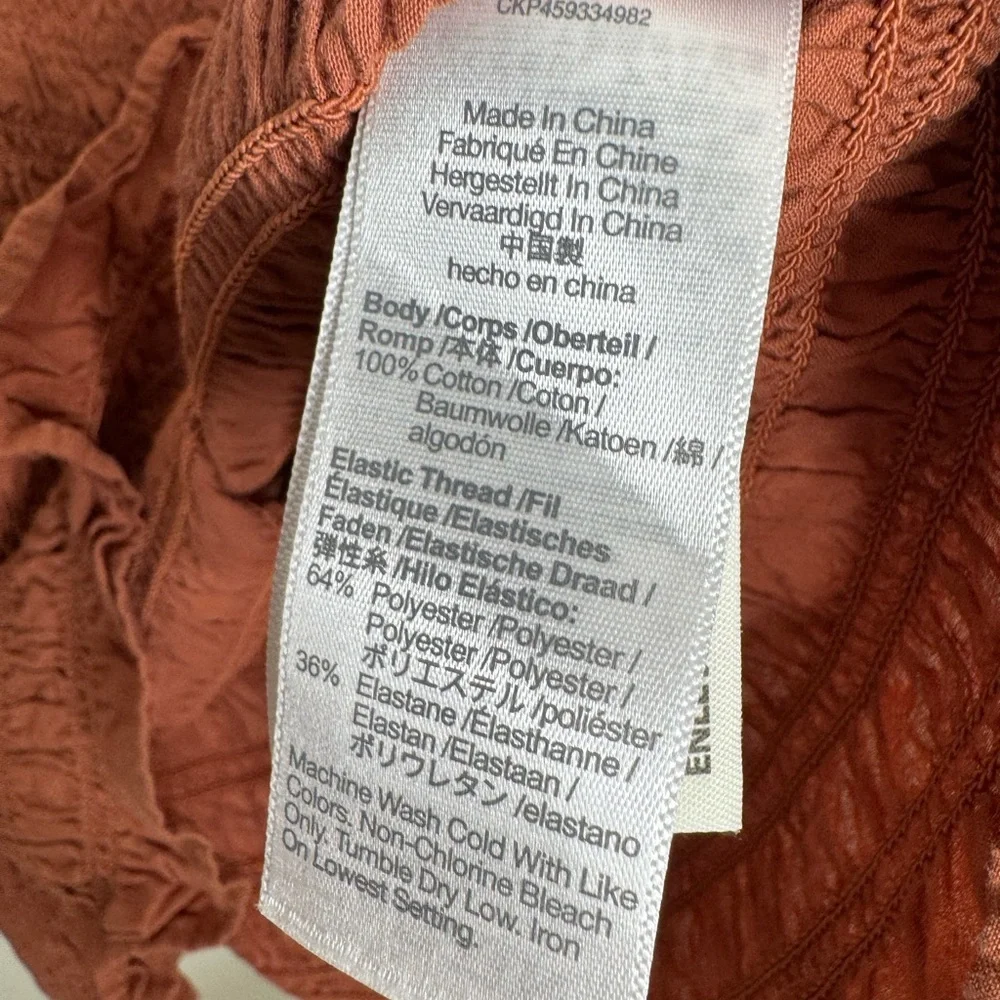 CKP459334982
Made In China
Fabriqué En Chine
Hergestellt In China
Vervaardigd In China
中国製
hecho en china
Body /Corps /Oberteil /
Romp /本体 /Cuerpo:
100% Cotton /Coton /
Baumwolle /Katoen /綿 /
algodón
Elastic Thread /Fil
Élastique /Elastisches
Faden /Elastische Draad /
弾性糸 /Hilo Elástico:
64% Polyester /Polyester /
Polyester /Polyester /
ポリエステル /poliéster
36% Elastane /Élasthanne /
Elastan /Elastaan /
ポリウレタン /elastano
Machine Wash Cold With Like
Colors. Non-Chlorine Bleach
Only. Tumble Dry Low. Iron
On Lowest Setting.